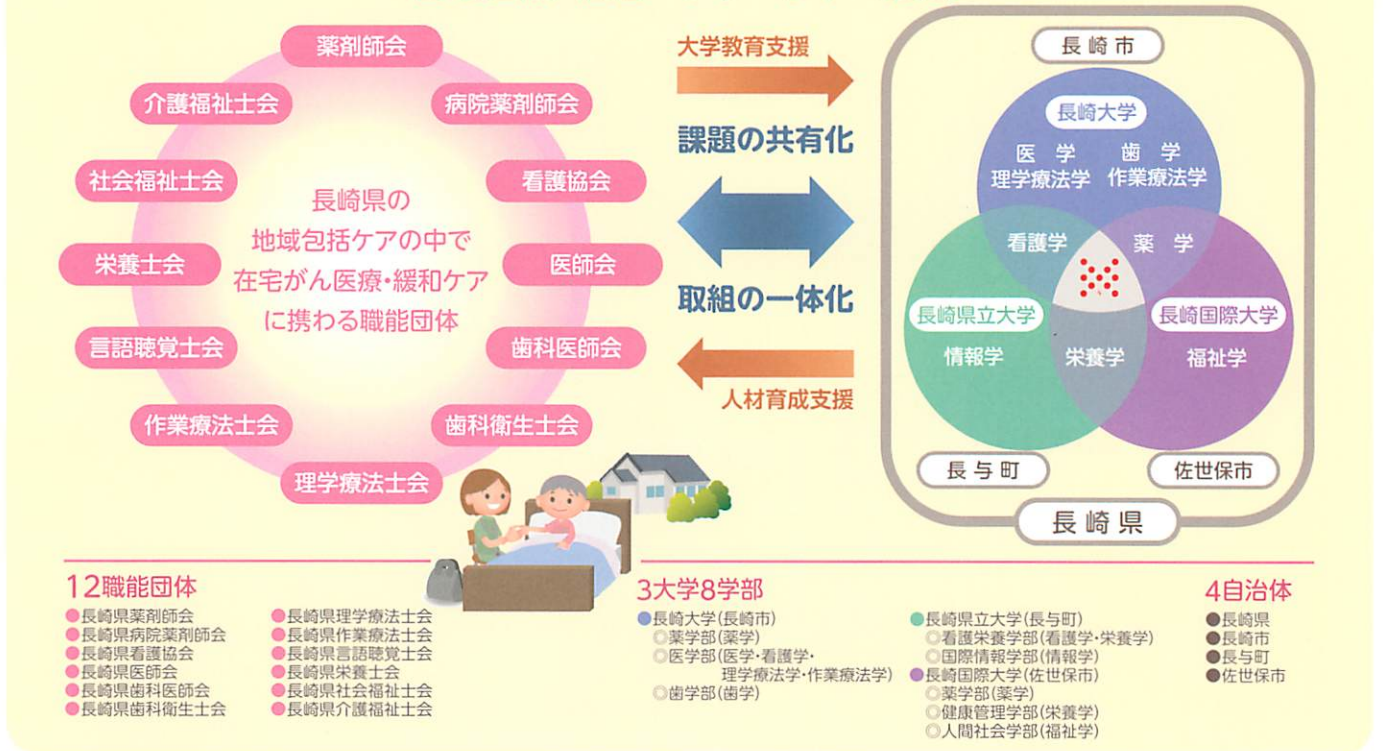 薬剤師会
介護福祉士会
病院薬剤師会
社会福祉士会
看護協会
栄養士会
医師会
言語聴覚士会
歯科医師会
作業療法士会
歯科衛生士会
理学療法士会
長崎県の
地域包括ケアの中で
在宅がん医療・緩和ケア
に携わる職能団体
大学教育支援
課題の共有化
取組の一体化
人材育成支援
長崎市
長崎大学
医 学 歯 学
理学療法学 作業療法学
看護学 薬 学
長崎県立大学 長崎国際大学
情報学 栄養学 福祉学
長与町 佐世保市
長崎県
12職能団体
●長崎県薬剤師会
●長崎県病院薬剤師会
●長崎県看護協会
●長崎県医師会
●長崎県歯科医師会
●長崎県歯科衛生士会
●長崎県理学療法士会
●長崎県作業療法士会
●長崎県言語聴覚士会
●長崎県栄養士会
●長崎県社会福祉士会
●長崎県介護福祉士会
3大学8学部
●長崎大学(長崎市)
◎薬学部(薬学)
◎医学部(医学・看護学・
理学療法学・作業療法学)
◎歯学部(歯学)
●長崎県立大学(長与町)
◎看護栄養学部(看護学・栄養学)
◎国際情報学部(情報学)
●長崎国際大学(佐世保市)
◎薬学部(薬学)
◎健康管理学部(栄養学)
◎人間社会学部(福祉学)
4自治体
●長崎県
●長崎市
●長与町
●佐世保市